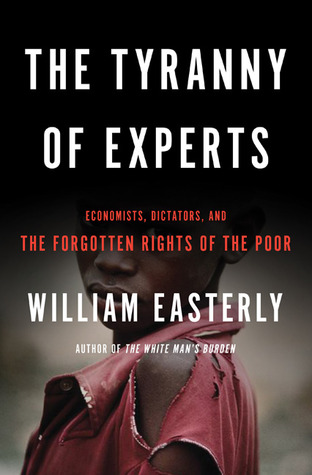 THE TYRANNY
OF EXPERTS
ECONOMISTS, DICTATORS, AND
THE FORGOTTEN RIGHTS OF THE POOR
WILLIAM EASTERLY
AUTHOR OF THE WHITE MAN'S BURDEN